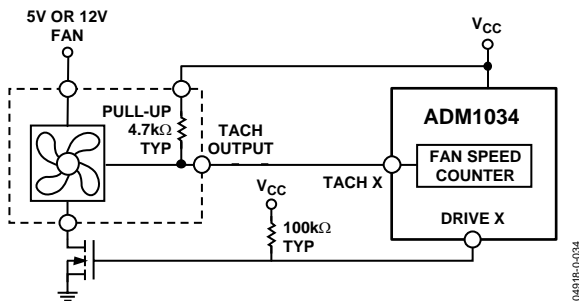 5V OR 12V
FAN
VCC
PULL-UP
4.7kΩ
TYP
TACH
OUTPUT
ADM1034
FAN SPEED
COUNTER
TACH X
VCC
100kΩ
TYP
DRIVE X
04918-0-034